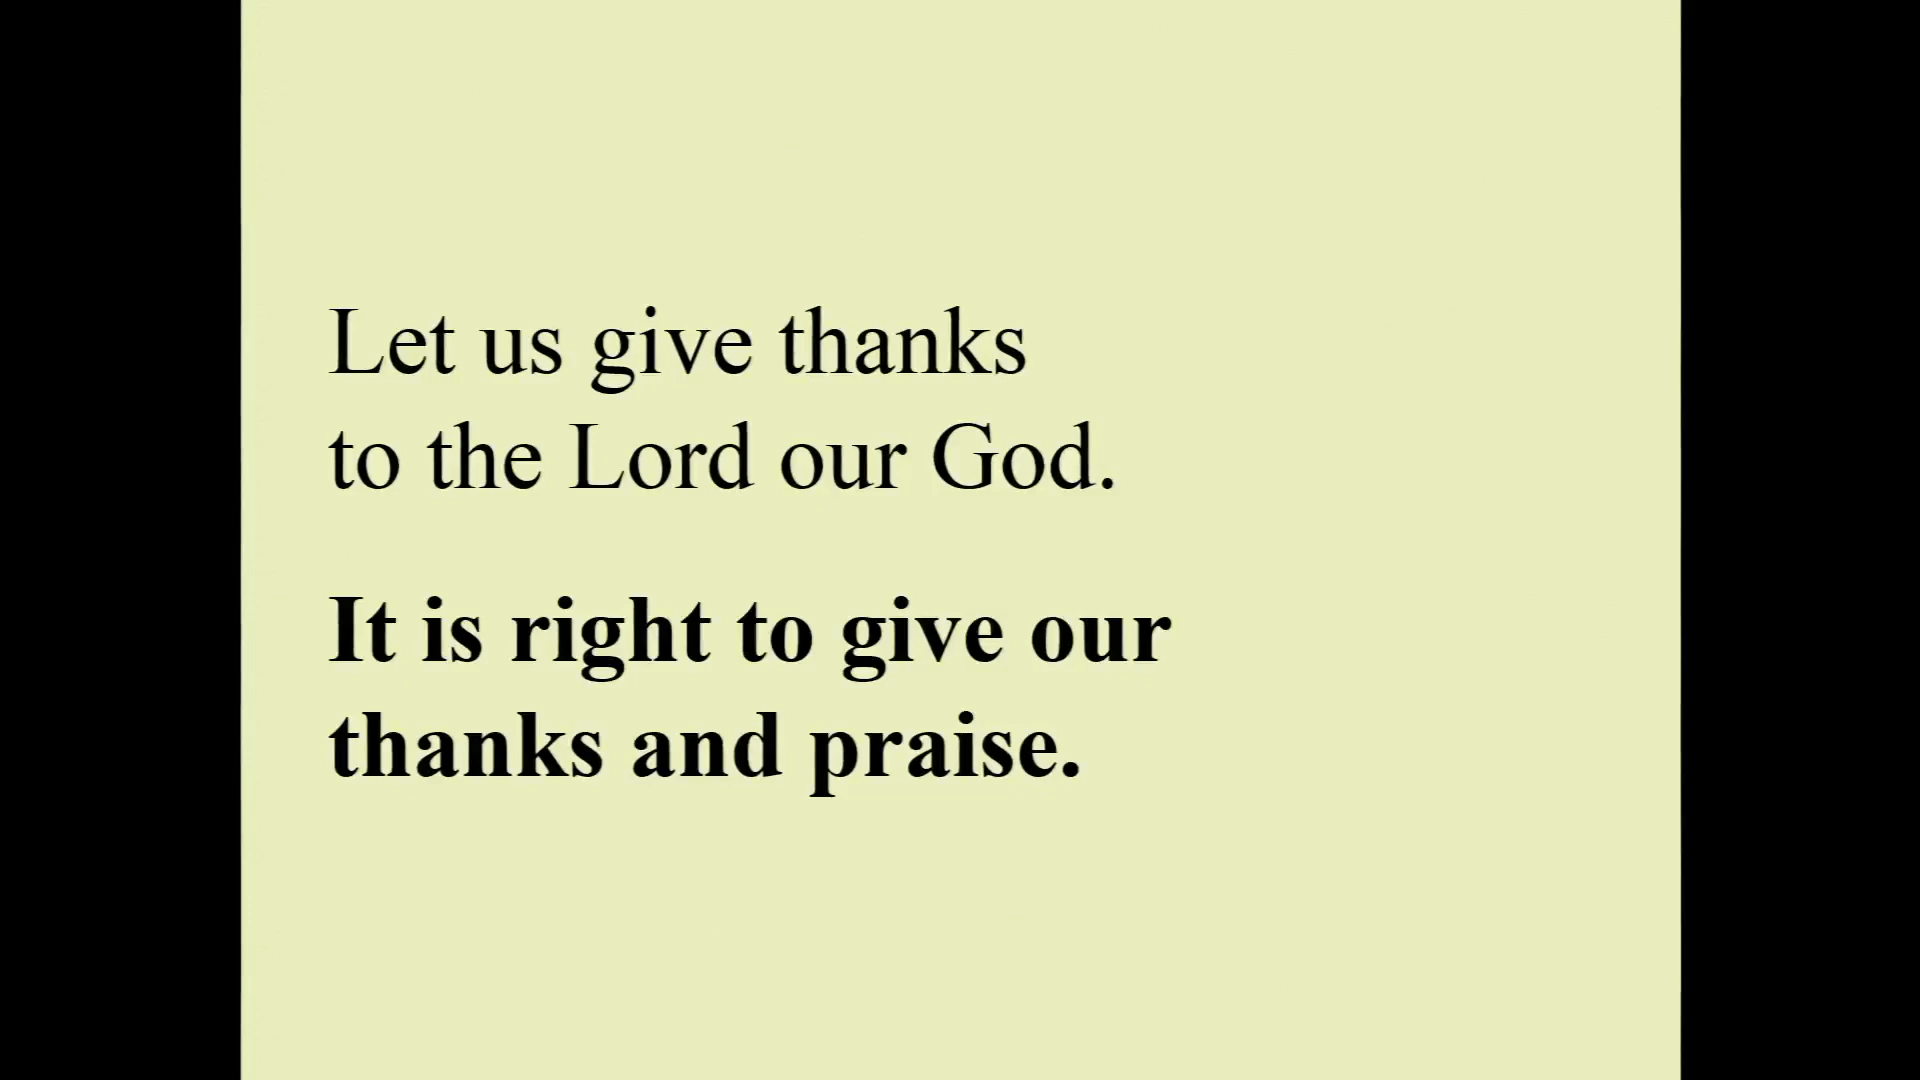 Let us give thanks
to the Lord our God.
It is right to give our
thanks and praise.